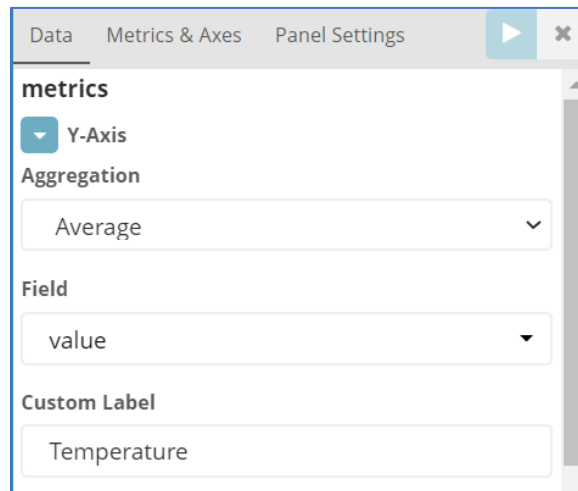 Data Metrics & Axes Panel Settings
metrics
Y-Axis
Aggregation
Average
Field
value
Custom Label
Temperature